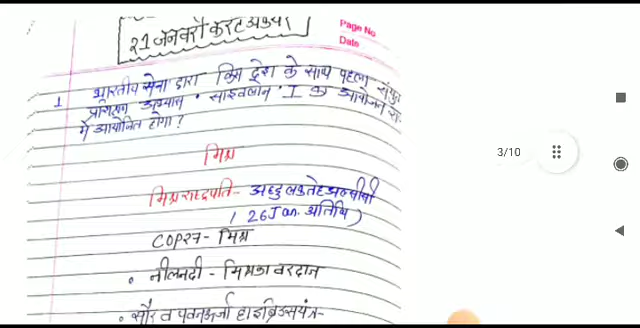 21 जनवरी करंट अफेयर
Page No
Date
1 भारतीय सेना द्वारा किस देश के साथ पहला संयुक्त
प्रशिक्षण अभ्यास "साइक्लोन-I" का आयोजन
में आयोजित होगा?
मिस्र
मिस्र राष्ट्रपति- अब्दुल फतेह अल सीसी
( 26 Jan. अतिथि )
COP27- मिस्र
• नीलनदी - मिस्र का वरदान
• सौर व पवन ऊर्जा हाइब्रिड संयंत्र-
3/10